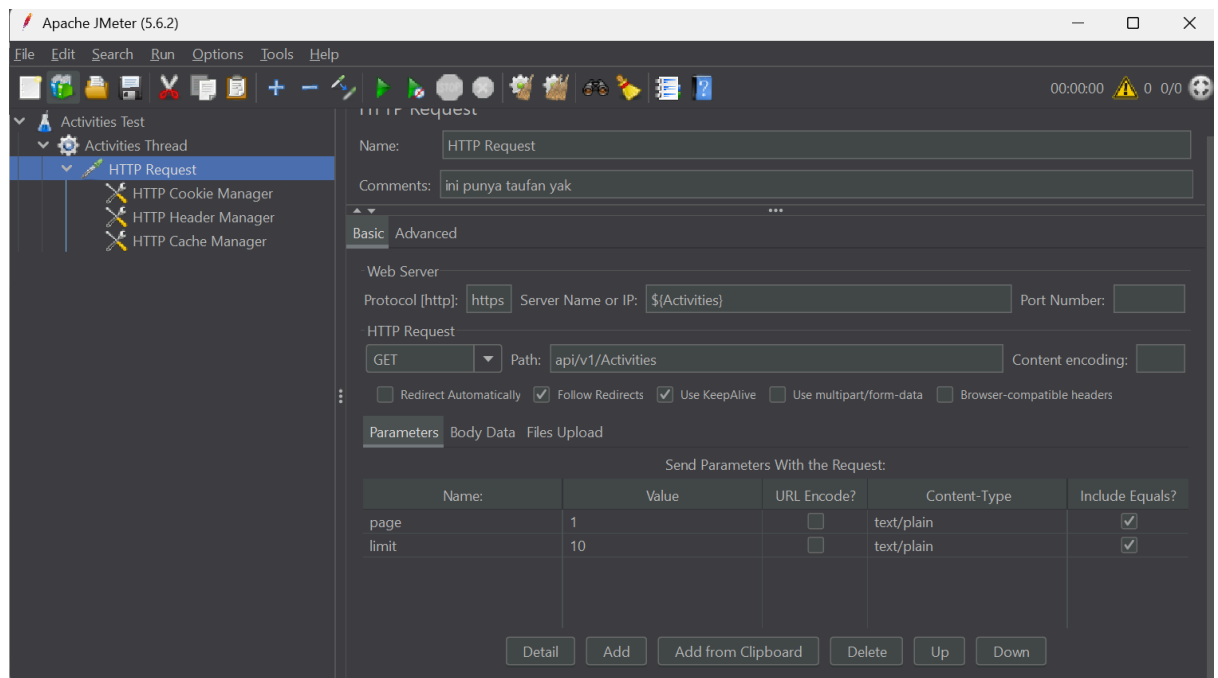 Apache JMeter (5.6.2)
File Edit Search Run Options Tools Help
STOP
00:00:00 0 0/0
Activities Test
Activities Thread
HTTP Request
HTTP Cookie Manager
HTTP Header Manager
HTTP Cache Manager
HTTP Request
Name: HTTP Request
Comments: ini punya taufan yak
Basic Advanced
Web Server
Protocol [http]: https Server Name or IP: ${Activities} Port Number:
HTTP Request
GET Path: api/v1/Activities Content encoding:
Redirect Automatically Follow Redirects Use KeepAlive Use multipart/form-data Browser-compatible headers
Parameters Body Data Files Upload
Send Parameters With the Request:
Name: Value URL Encode? Content-Type Include Equals?
page 1 text/plain
limit 10 text/plain
Detail Add Add from Clipboard Delete Up Down